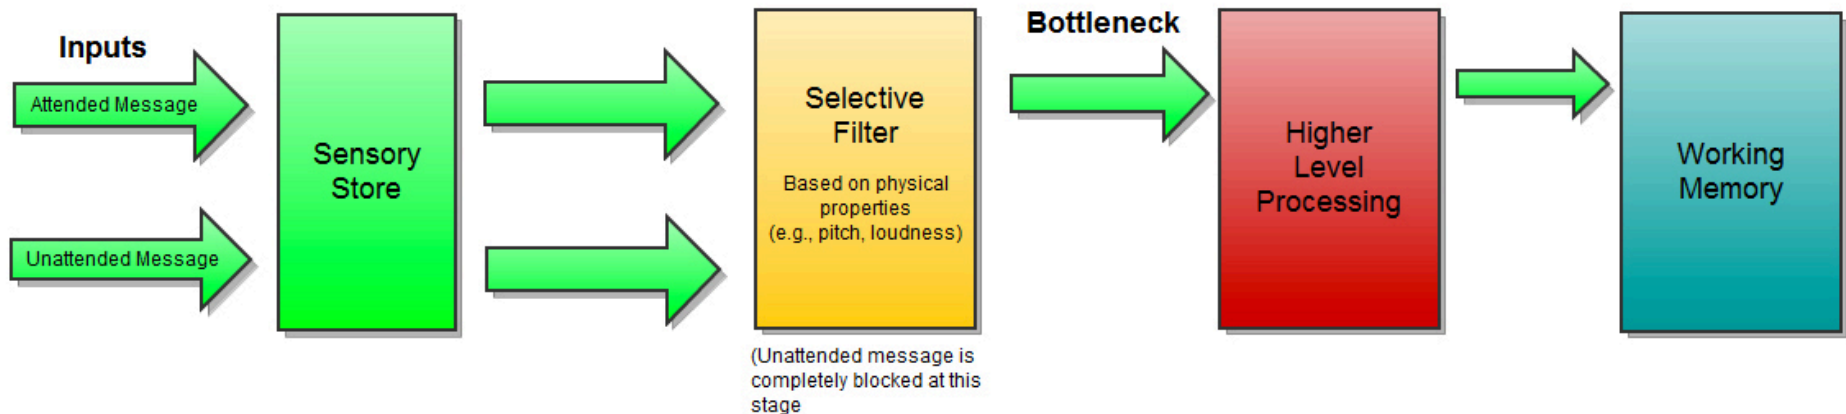 Inputs
Attended Message
Unattended Message
Sensory
Store
Selective
Filter
Based on physical
properties
(e.g., pitch, loudness)
(Unattended message is
completely blocked at this
stage
Bottleneck
Higher
Level
Processing
Working
Memory